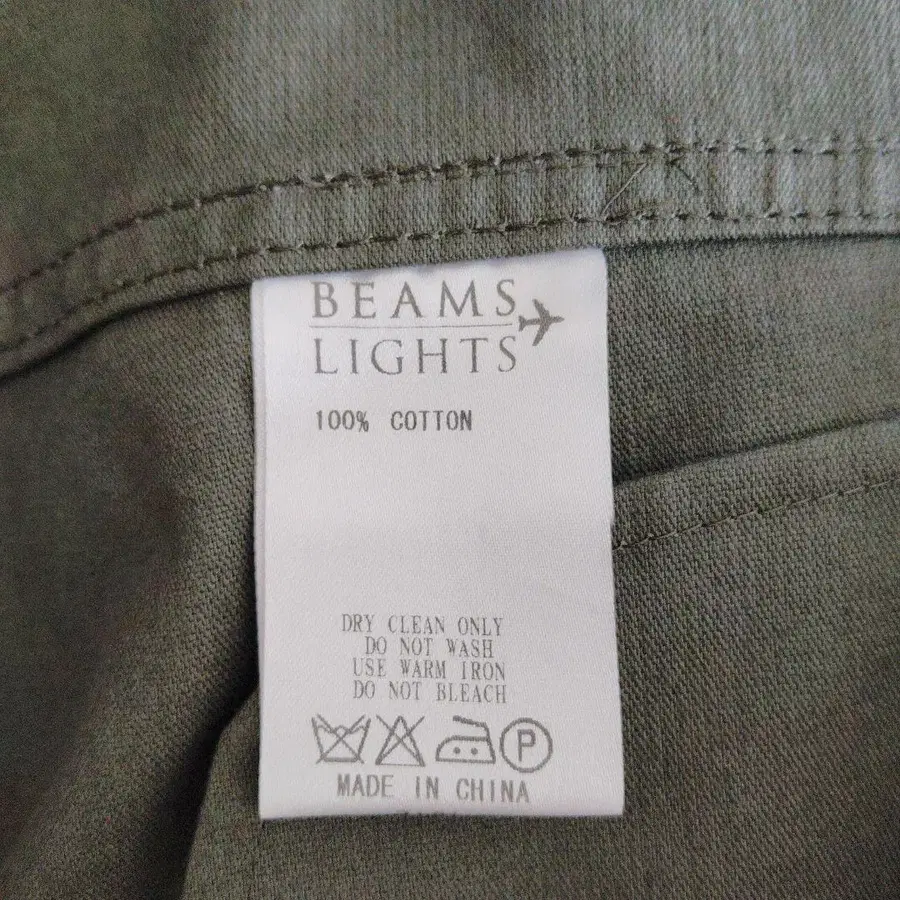 BEAMS
LIGHTS
100% COTTON
DRY CLEAN ONLY
DO NOT WASH
USE WARM IRON
DO NOT BLEACH
P
MADE IN CHINA